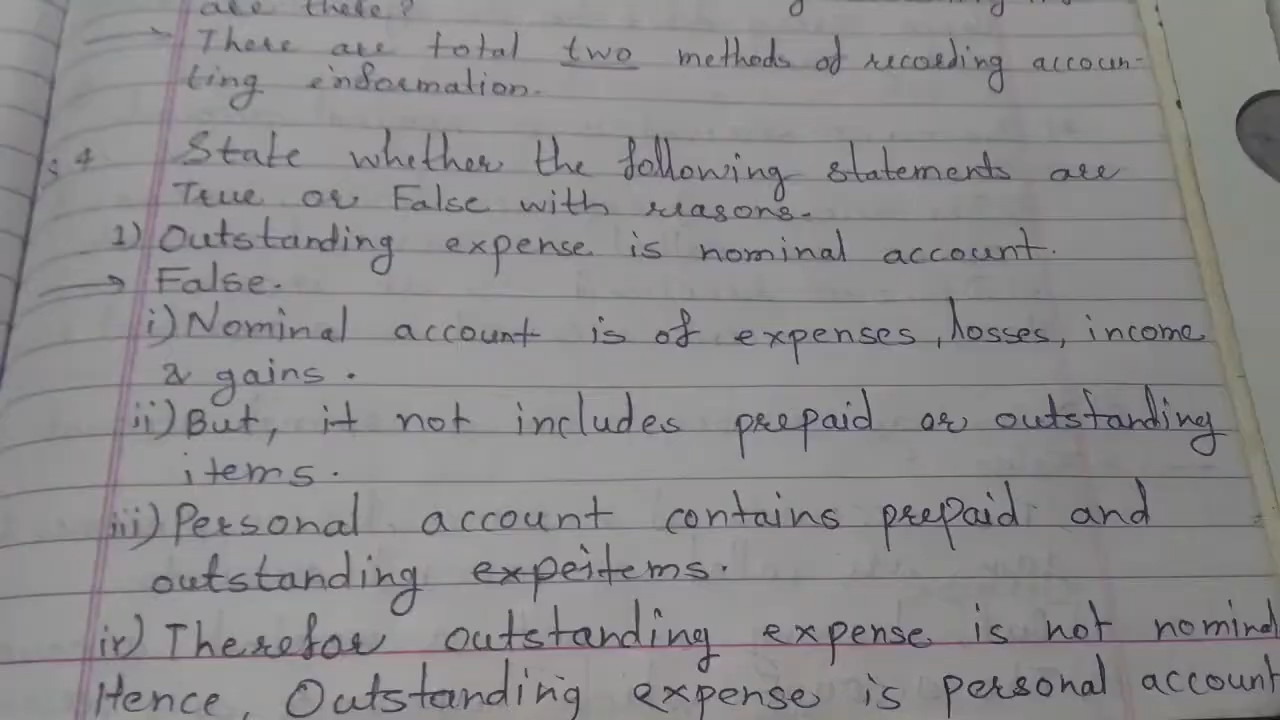 are there?
There are total two methods of recording accoun-
ting information.
State whether the following statements are
True or False with reasons.
1) Outstanding expense is nominal account.
→ False.
i) Nominal account is of expenses, losses, income
& gains.
ii) But, it not includes prepaid or outstanding
items.
iii) Personal account contains prepaid and
outstanding expeitems.
iv) Therefor outstanding expense is not nominal
Hence, Outstanding expense is personal account